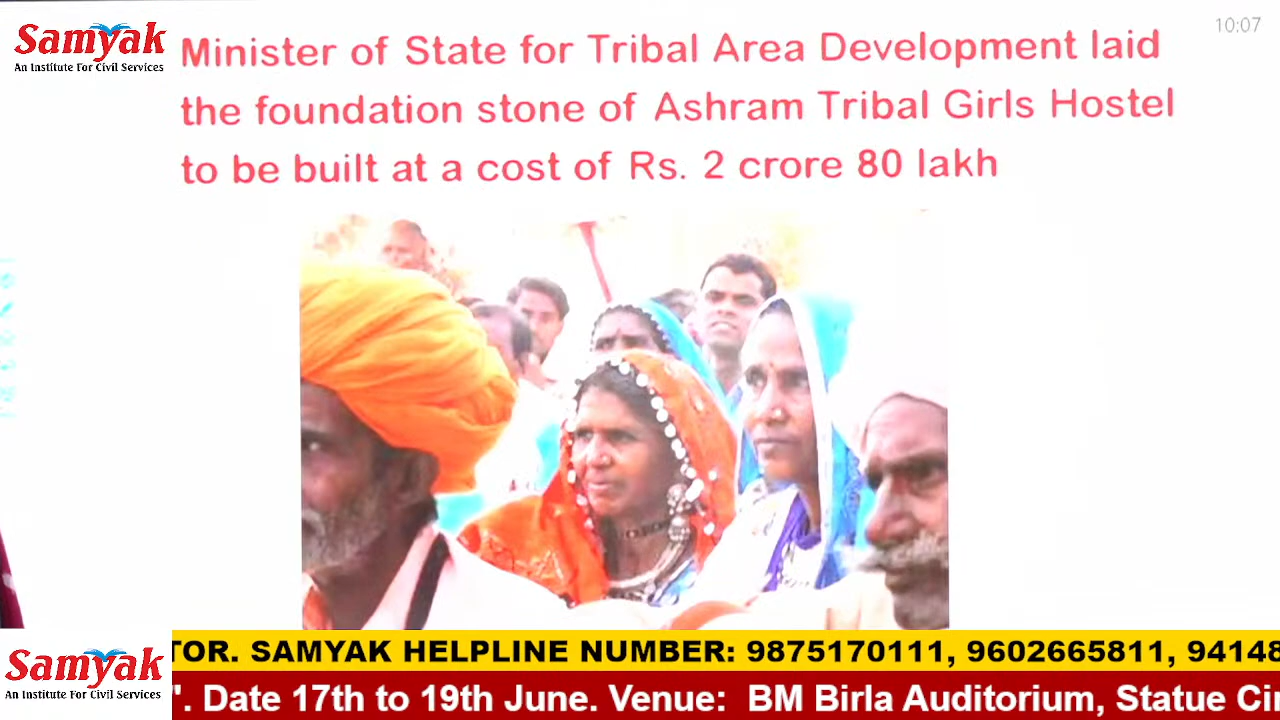 Samyak
An Institute For Civil Services
10:07
Minister of State for Tribal Area Development laid
the foundation stone of Ashram Tribal Girls Hostel
to be built at a cost of Rs. 2 crore 80 lakh
Samyak
An Institute For Civil Services
TOR. SAMYAK HELPLINE NUMBER: 9875170111, 9602665811, 94148
". Date 17th to 19th June. Venue: BM Birla Auditorium, Statue Cir